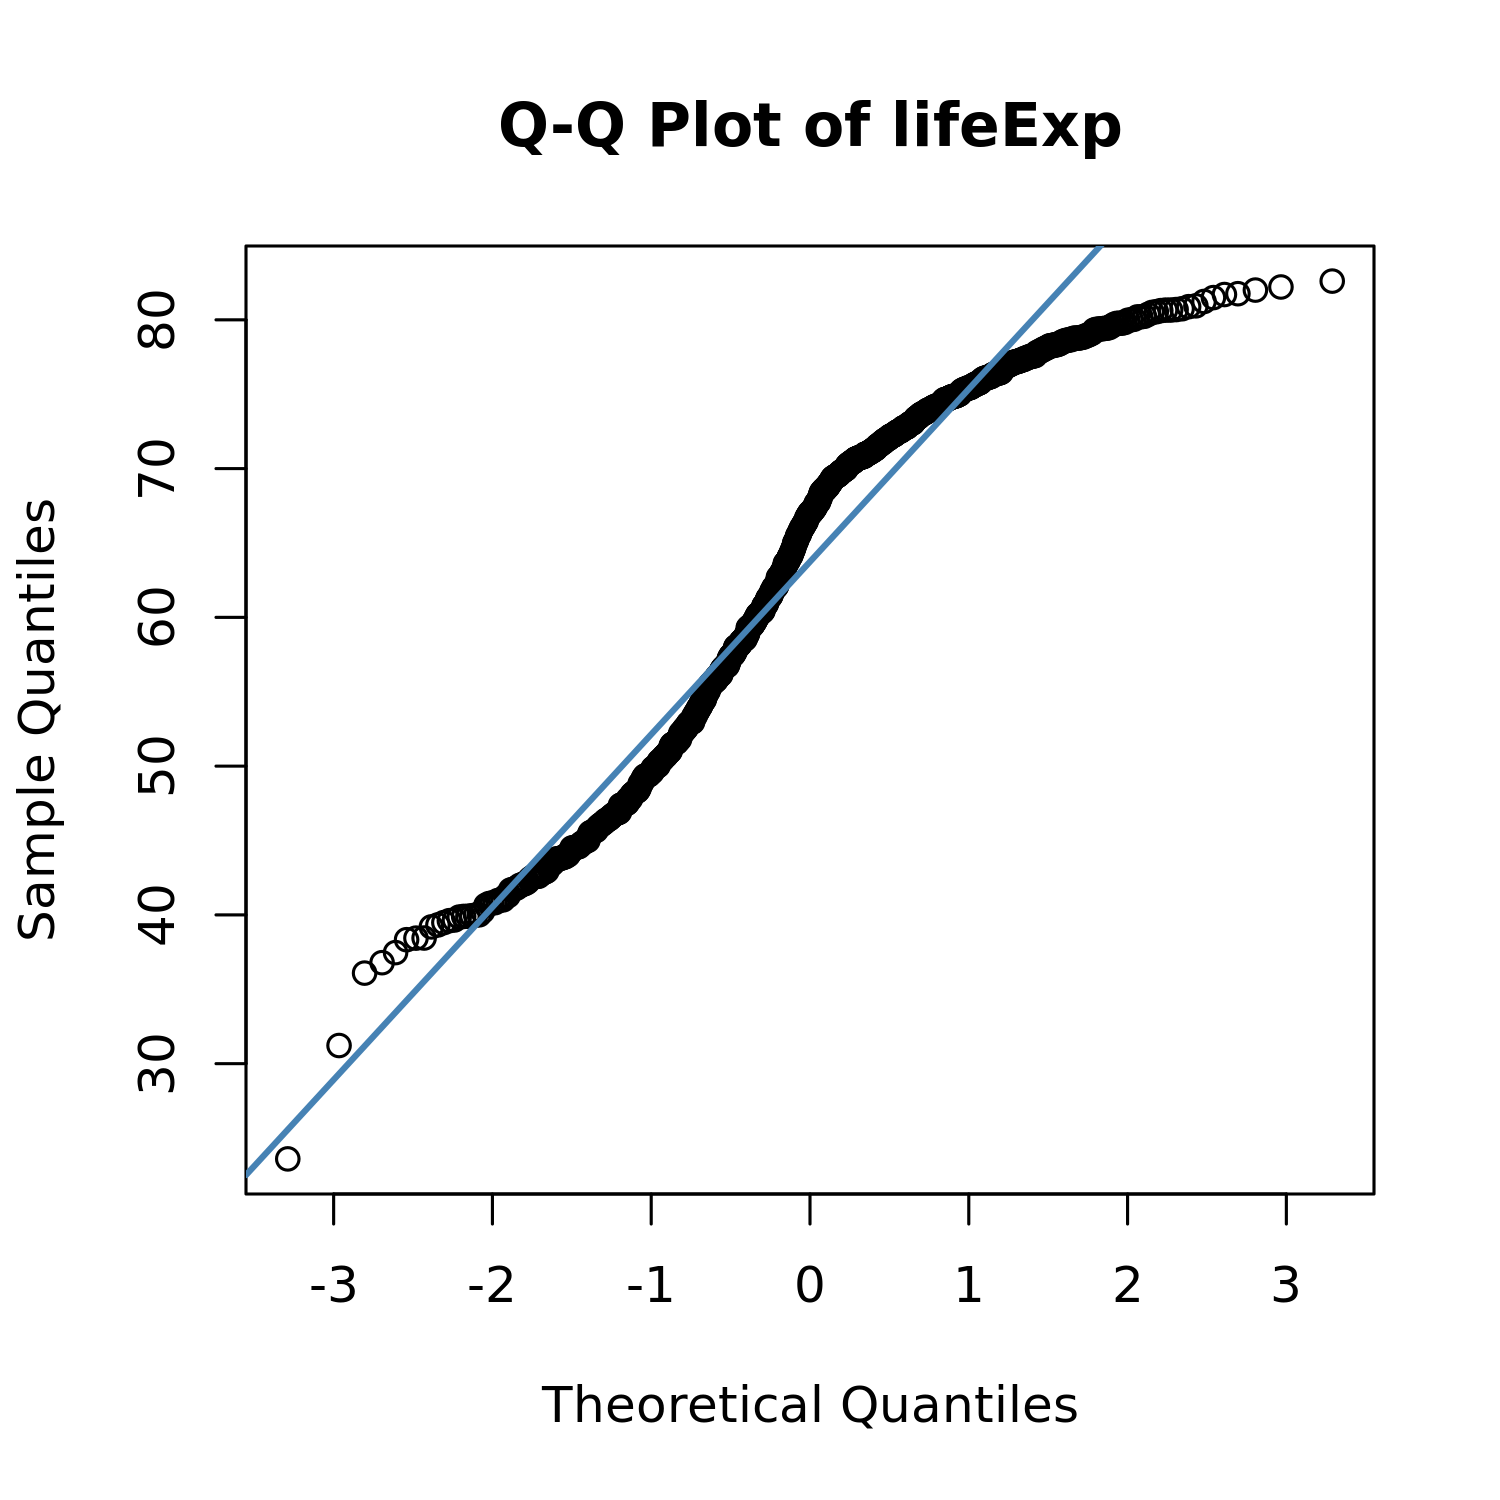 Q-Q Plot of lifeExp
Sample Quantiles
80
70
60
50
40
30
-3 -2 -1 0 1 2 3
Theoretical Quantiles